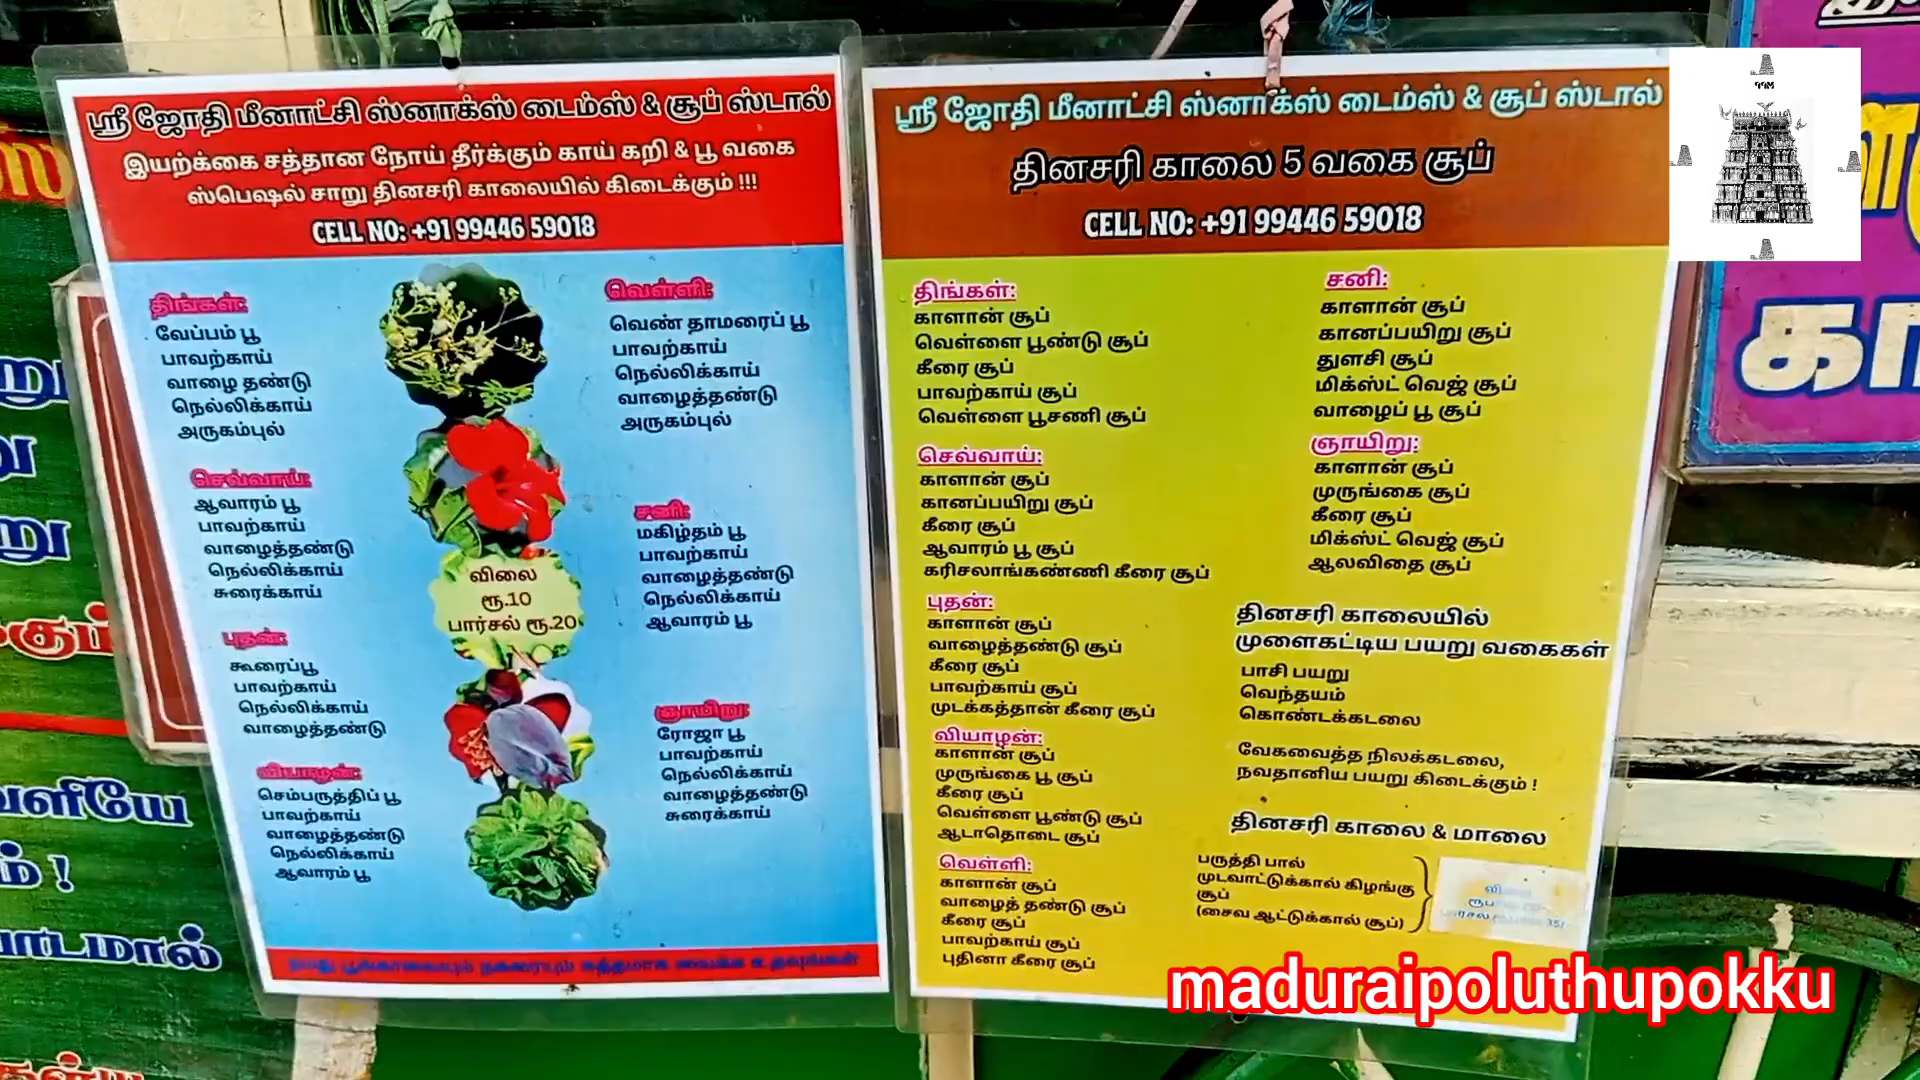 ஸ்ரீ ஜோதி மீனாட்சி ஸ்னாக்ஸ் டைம்ஸ் & சூப் ஸ்டால்
இயற்க்கை சத்தான நோய் தீர்க்கும் காய் கறி & பூ வகை
ஸ்பெஷல் சாறு தினசரி காலையில் கிடைக்கும் !!!
CELL NO: +91 99446 59018
திங்கள்:
வேப்பம் பூ
பாவற்காய்
வாழை தண்டு
நெல்லிக்காய்
அருகம்புல்
செவ்வாய்:
ஆவாரம் பூ
பாவற்காய்
வாழைத்தண்டு
நெல்லிக்காய்
சுரைக்காய்
புதன்:
கூரைப்பூ
பாவற்காய்
நெல்லிக்காய்
வாழைத்தண்டு
வியாழன்:
செம்பருத்திப் பூ
பாவற்காய்
வாழைத்தண்டு
நெல்லிக்காய்
ஆவாரம் பூ
விலை
ரூ.10
பார்சல் ரூ.20
வெள்ளி:
வெண் தாமரைப் பூ
பாவற்காய்
நெல்லிக்காய்
வாழைத்தண்டு
அருகம்புல்
சனி:
மகிழ்தம் பூ
பாவற்காய்
வாழைத்தண்டு
நெல்லிக்காய்
ஆவாரம் பூ
ஞாயிறு:
ரோஜா பூ
பாவற்காய்
நெல்லிக்காய்
வாழைத்தண்டு
சுரைக்காய்
ஸ்ரீ ஜோதி மீனாட்சி ஸ்னாக்ஸ் டைம்ஸ் & சூப் ஸ்டால்
தினசரி காலை 5 வகை சூப்
CELL NO: +91 99446 59018
திங்கள்:
காளான் சூப்
வெள்ளை பூண்டு சூப்
கீரை சூப்
பாவற்காய் சூப்
வெள்ளை பூசணி சூப்
செவ்வாய்:
காளான் சூப்
கானப்பயிறு சூப்
கீரை சூப்
ஆவாரம் பூ சூப்
கரிசலாங்கண்ணி கீரை சூப்
புதன்:
காளான் சூப்
வாழைத்தண்டு சூப்
கீரை சூப்
பாவற்காய் சூப்
முடக்கத்தான் கீரை சூப்
வியாழன்:
காளான் சூப்
முருங்கை பூ சூப்
கீரை சூப்
வெள்ளை பூண்டு சூப்
ஆடாதொடை சூப்
வெள்ளி:
காளான் சூப்
வாழைத் தண்டு சூப்
கீரை சூப்
பாவற்காய் சூப்
புதினா கீரை சூப்
சனி:
காளான் சூப்
கானப்பயிறு சூப்
துளசி சூப்
மிக்ஸ்ட் வெஜ் சூப்
வாழைப் பூ சூப்
ஞாயிறு:
காளான் சூப்
முருங்கை சூப்
கீரை சூப்
மிக்ஸ்ட் வெஜ் சூப்
ஆலவிதை சூப்
தினசரி காலையில்
முளைகட்டிய பயறு வகைகள்
பாசி பயறு
வெந்தயம்
கொண்டக்கடலை
வேகவைத்த நிலக்கடலை,
நவதானிய பயறு கிடைக்கும் !
தினசரி காலை & மாலை
பருத்தி பால்
முடவாட்டுக்கால் கிழங்கு
சூப்
(சைவ ஆட்டுக்கால் சூப்)
maduraipoluthupokku